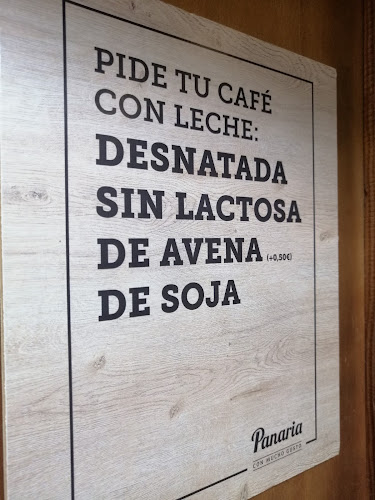 PIDE TU CAFÉ
CON LECHE:
DESNATADA
SIN LACTOSA
DE AVENA (+0,50€)
DE SOJA
Panaria
CON MUCHO GUSTO